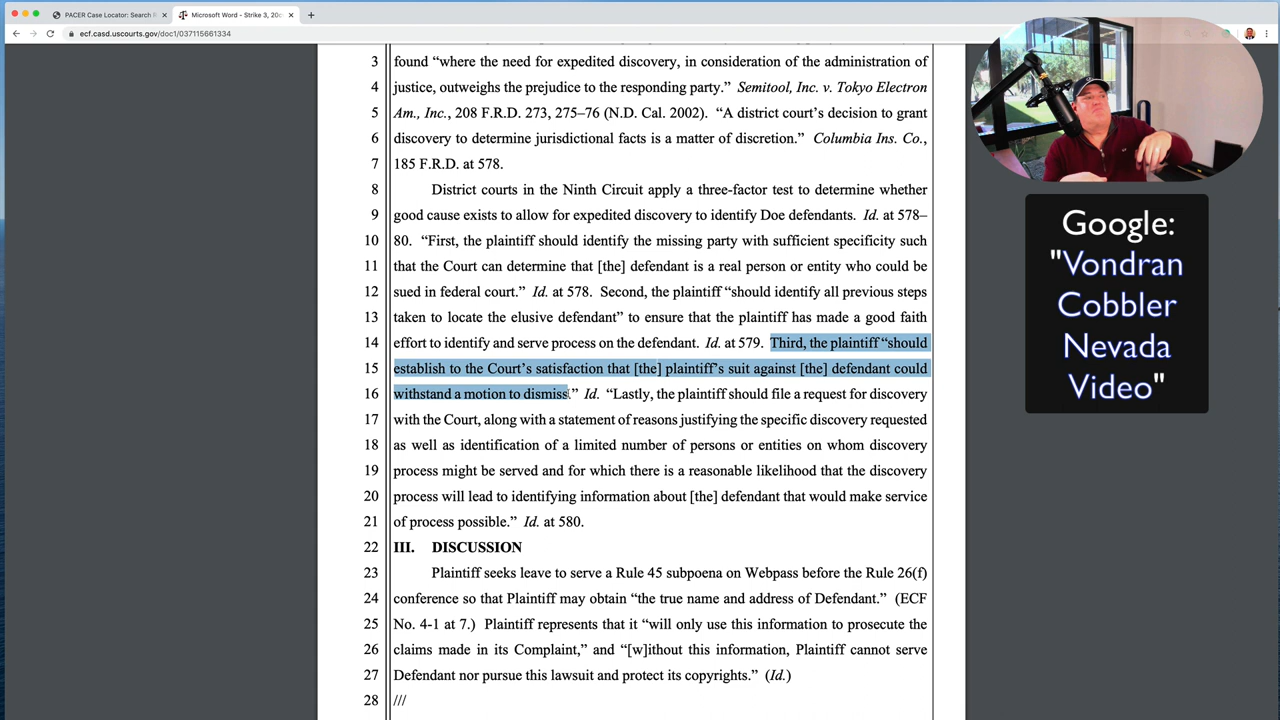 PACER Case Locator: Search R
Microsoft Word - Strike 3, 20c
ecf.casd.uscourts.gov/doc1/037115661334
3 found “where the need for expedited discovery, in consideration of the administration of
4 justice, outweighs the prejudice to the responding party.” Semitool, Inc. v. Tokyo Electron
5 Am., Inc., 208 F.R.D. 273, 275–76 (N.D. Cal. 2002). “A district court’s decision to grant
6 discovery to determine jurisdictional facts is a matter of discretion.” Columbia Ins. Co.,
7 185 F.R.D. at 578.
8 District courts in the Ninth Circuit apply a three-factor test to determine whether
9 good cause exists to allow for expedited discovery to identify Doe defendants. Id. at 578–
10 80. “First, the plaintiff should identify the missing party with sufficient specificity such
11 that the Court can determine that [the] defendant is a real person or entity who could be
12 sued in federal court.” Id. at 578. Second, the plaintiff “should identify all previous steps
13 taken to locate the elusive defendant” to ensure that the plaintiff has made a good faith
14 effort to identify and serve process on the defendant. Id. at 579. Third, the plaintiff “should
15 establish to the Court’s satisfaction that [the] plaintiff’s suit against [the] defendant could
16 withstand a motion to dismiss.” Id. “Lastly, the plaintiff should file a request for discovery
17 with the Court, along with a statement of reasons justifying the specific discovery requested
18 as well as identification of a limited number of persons or entities on whom discovery
19 process might be served and for which there is a reasonable likelihood that the discovery
20 process will lead to identifying information about [the] defendant that would make service
21 of process possible.” Id. at 580.
22 III. DISCUSSION
23 Plaintiff seeks leave to serve a Rule 45 subpoena on Webpass before the Rule 26(f)
24 conference so that Plaintiff may obtain “the true name and address of Defendant.” (ECF
25 No. 4-1 at 7.) Plaintiff represents that it “will only use this information to prosecute the
26 claims made in its Complaint,” and “[w]ithout this information, Plaintiff cannot serve
27 Defendant nor pursue this lawsuit and protect its copyrights.” (Id.)
28 ///
Google:
"Vondran
Cobbler
Nevada
Video"